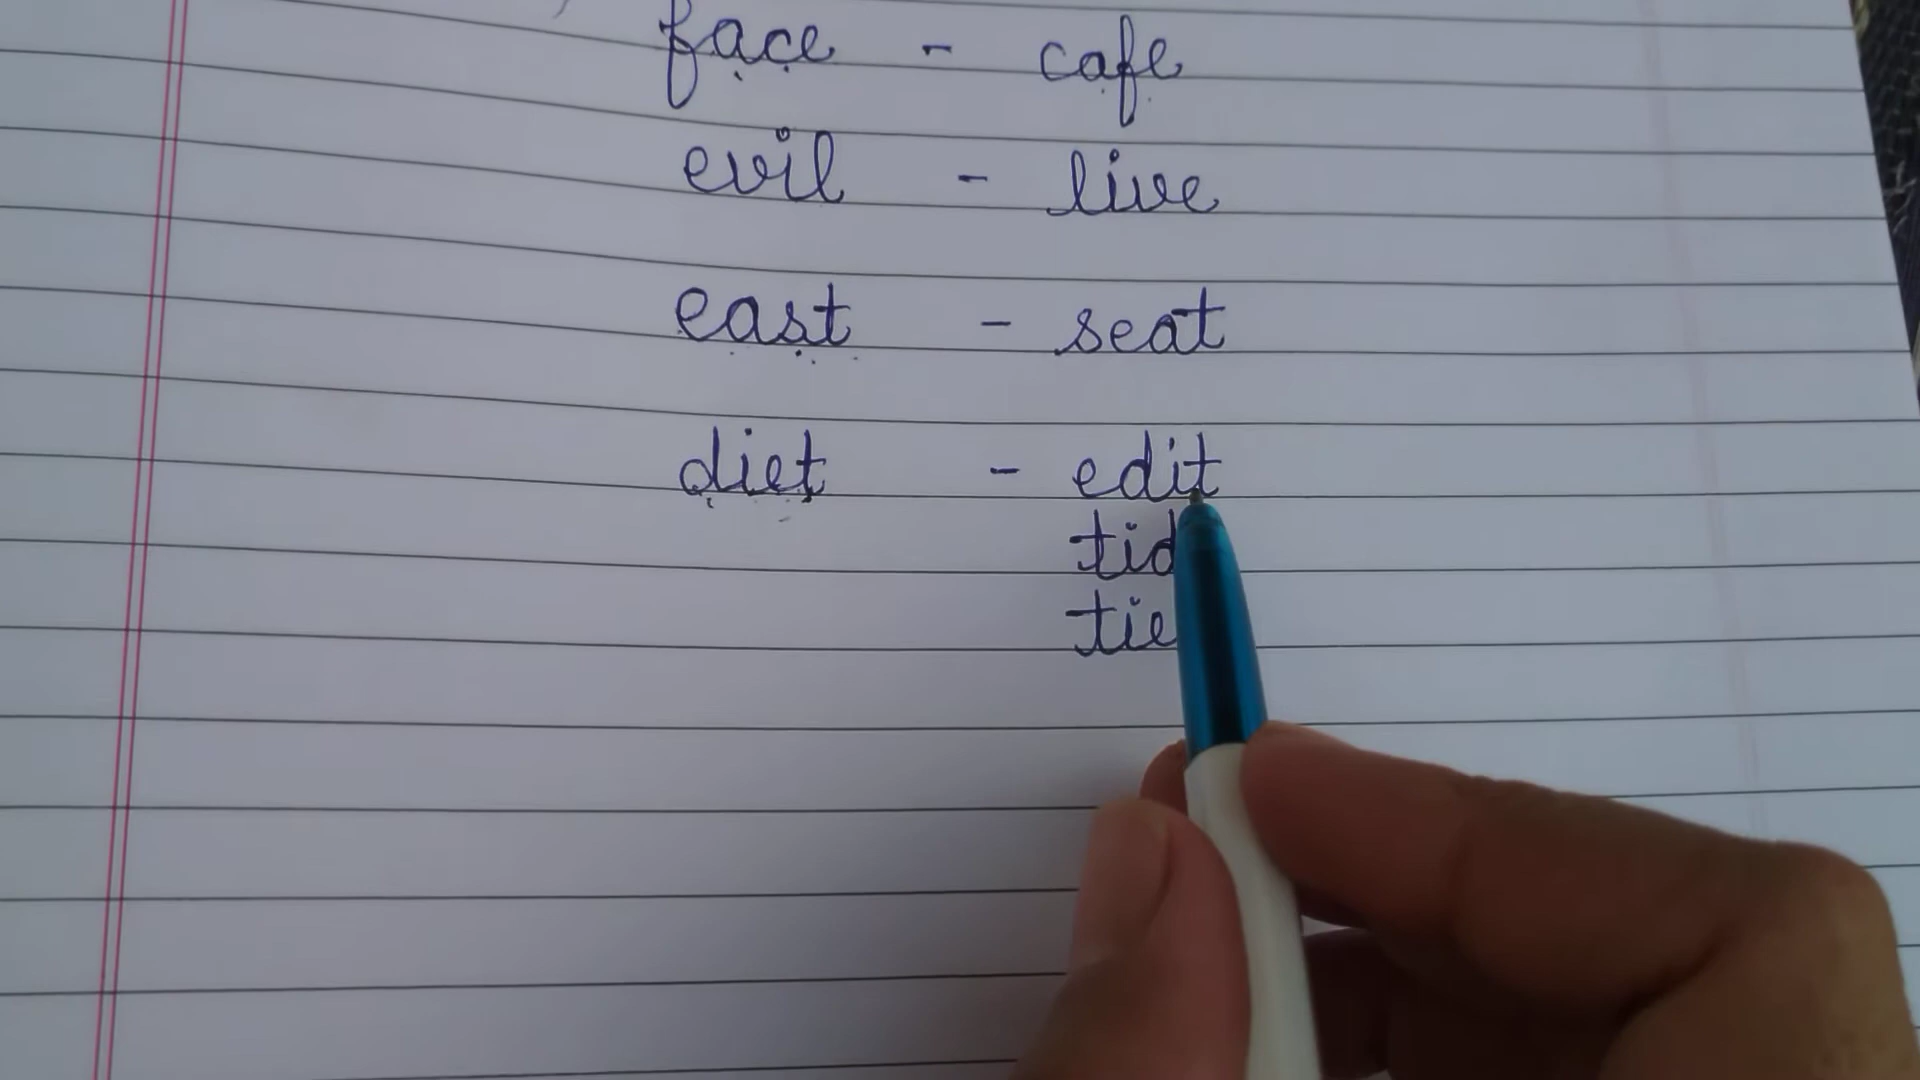 face - cafe
evil - live
east - seat
diet - edit